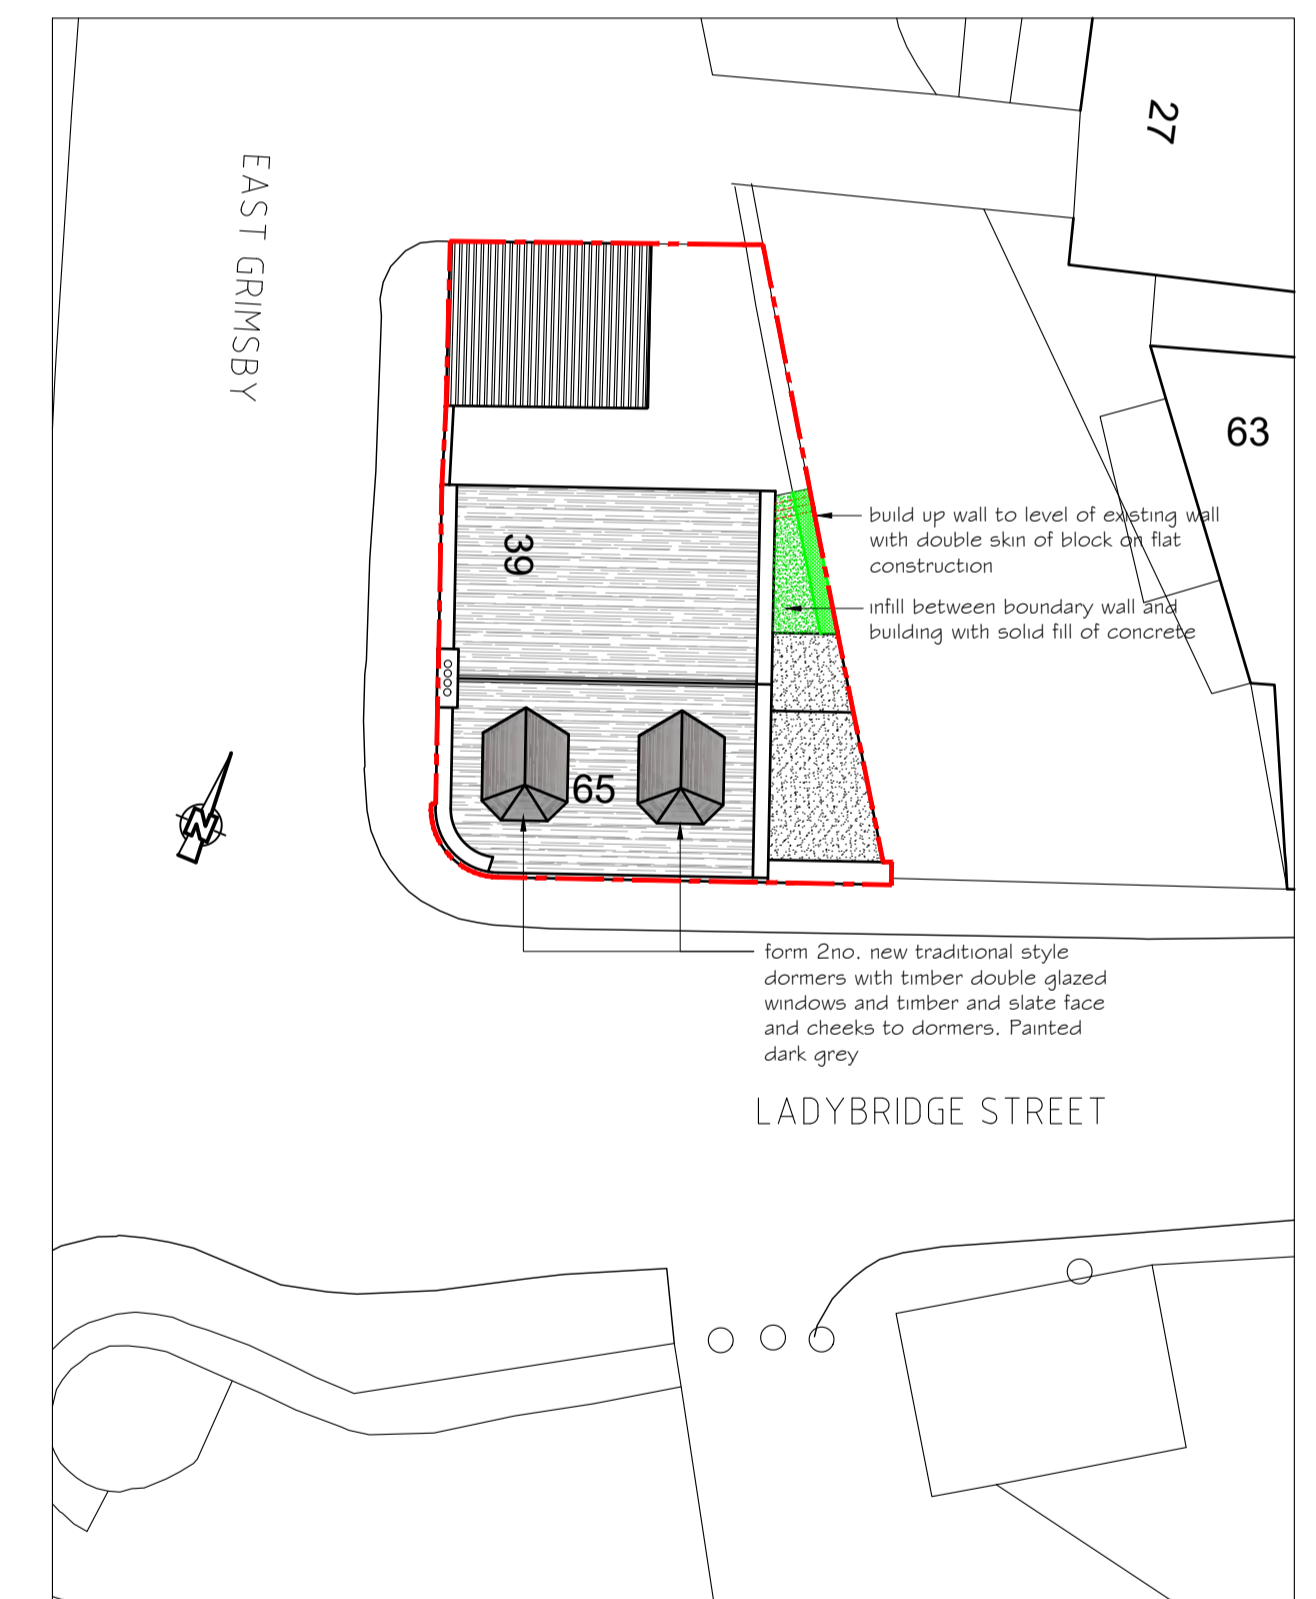 27
EAST GRIMSBY
63
build up wall to level of existing wall
with double skin of block on flat
construction
39
infill between boundary wall and
building with solid fill of concrete
65
N
form 2no. new traditional style
dormers with timber double glazed
windows and timber and slate face
and cheeks to dormers. Painted
dark grey
LADYBRIDGE STREET